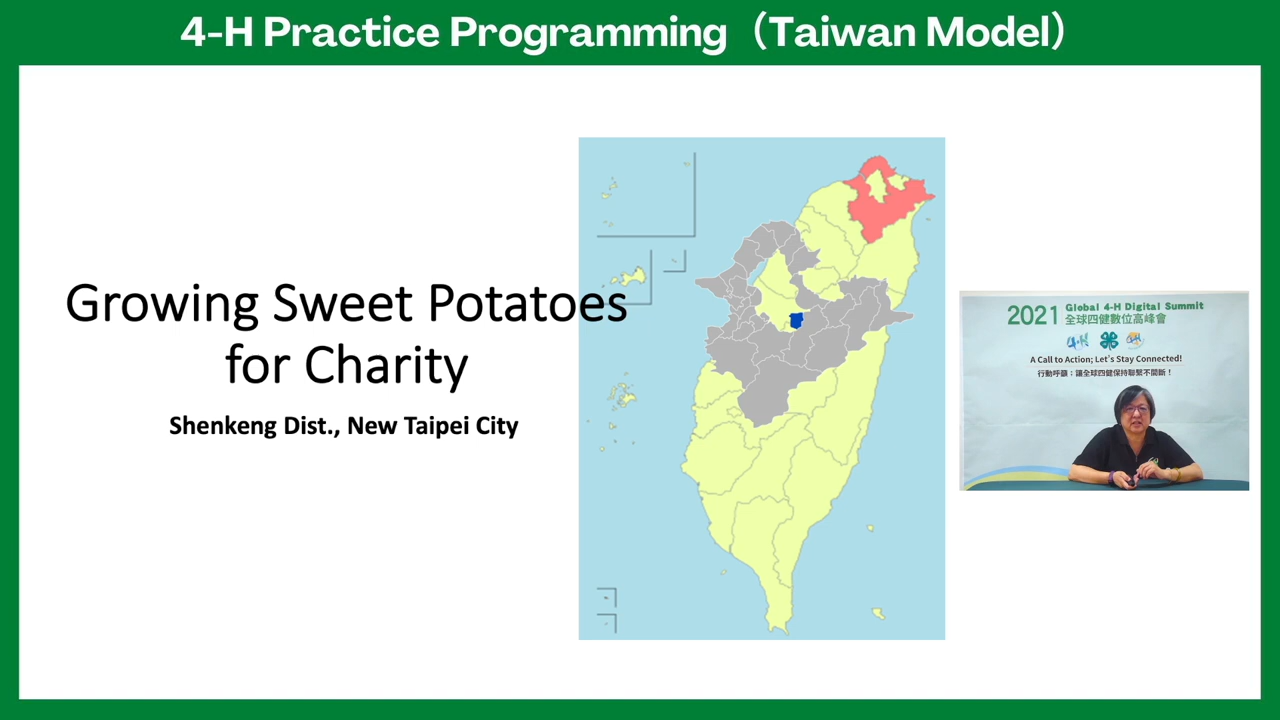 4-H Practice Programming（Taiwan Model）
Growing Sweet Potatoes
for Charity
Shenkeng Dist., New Taipei City
2021 Global 4-H Digital Summit
全球四健數位高峰會
A Call to Action; Let's Stay Connected!
行動呼籲：讓全球四健保持聯繫不間斷！